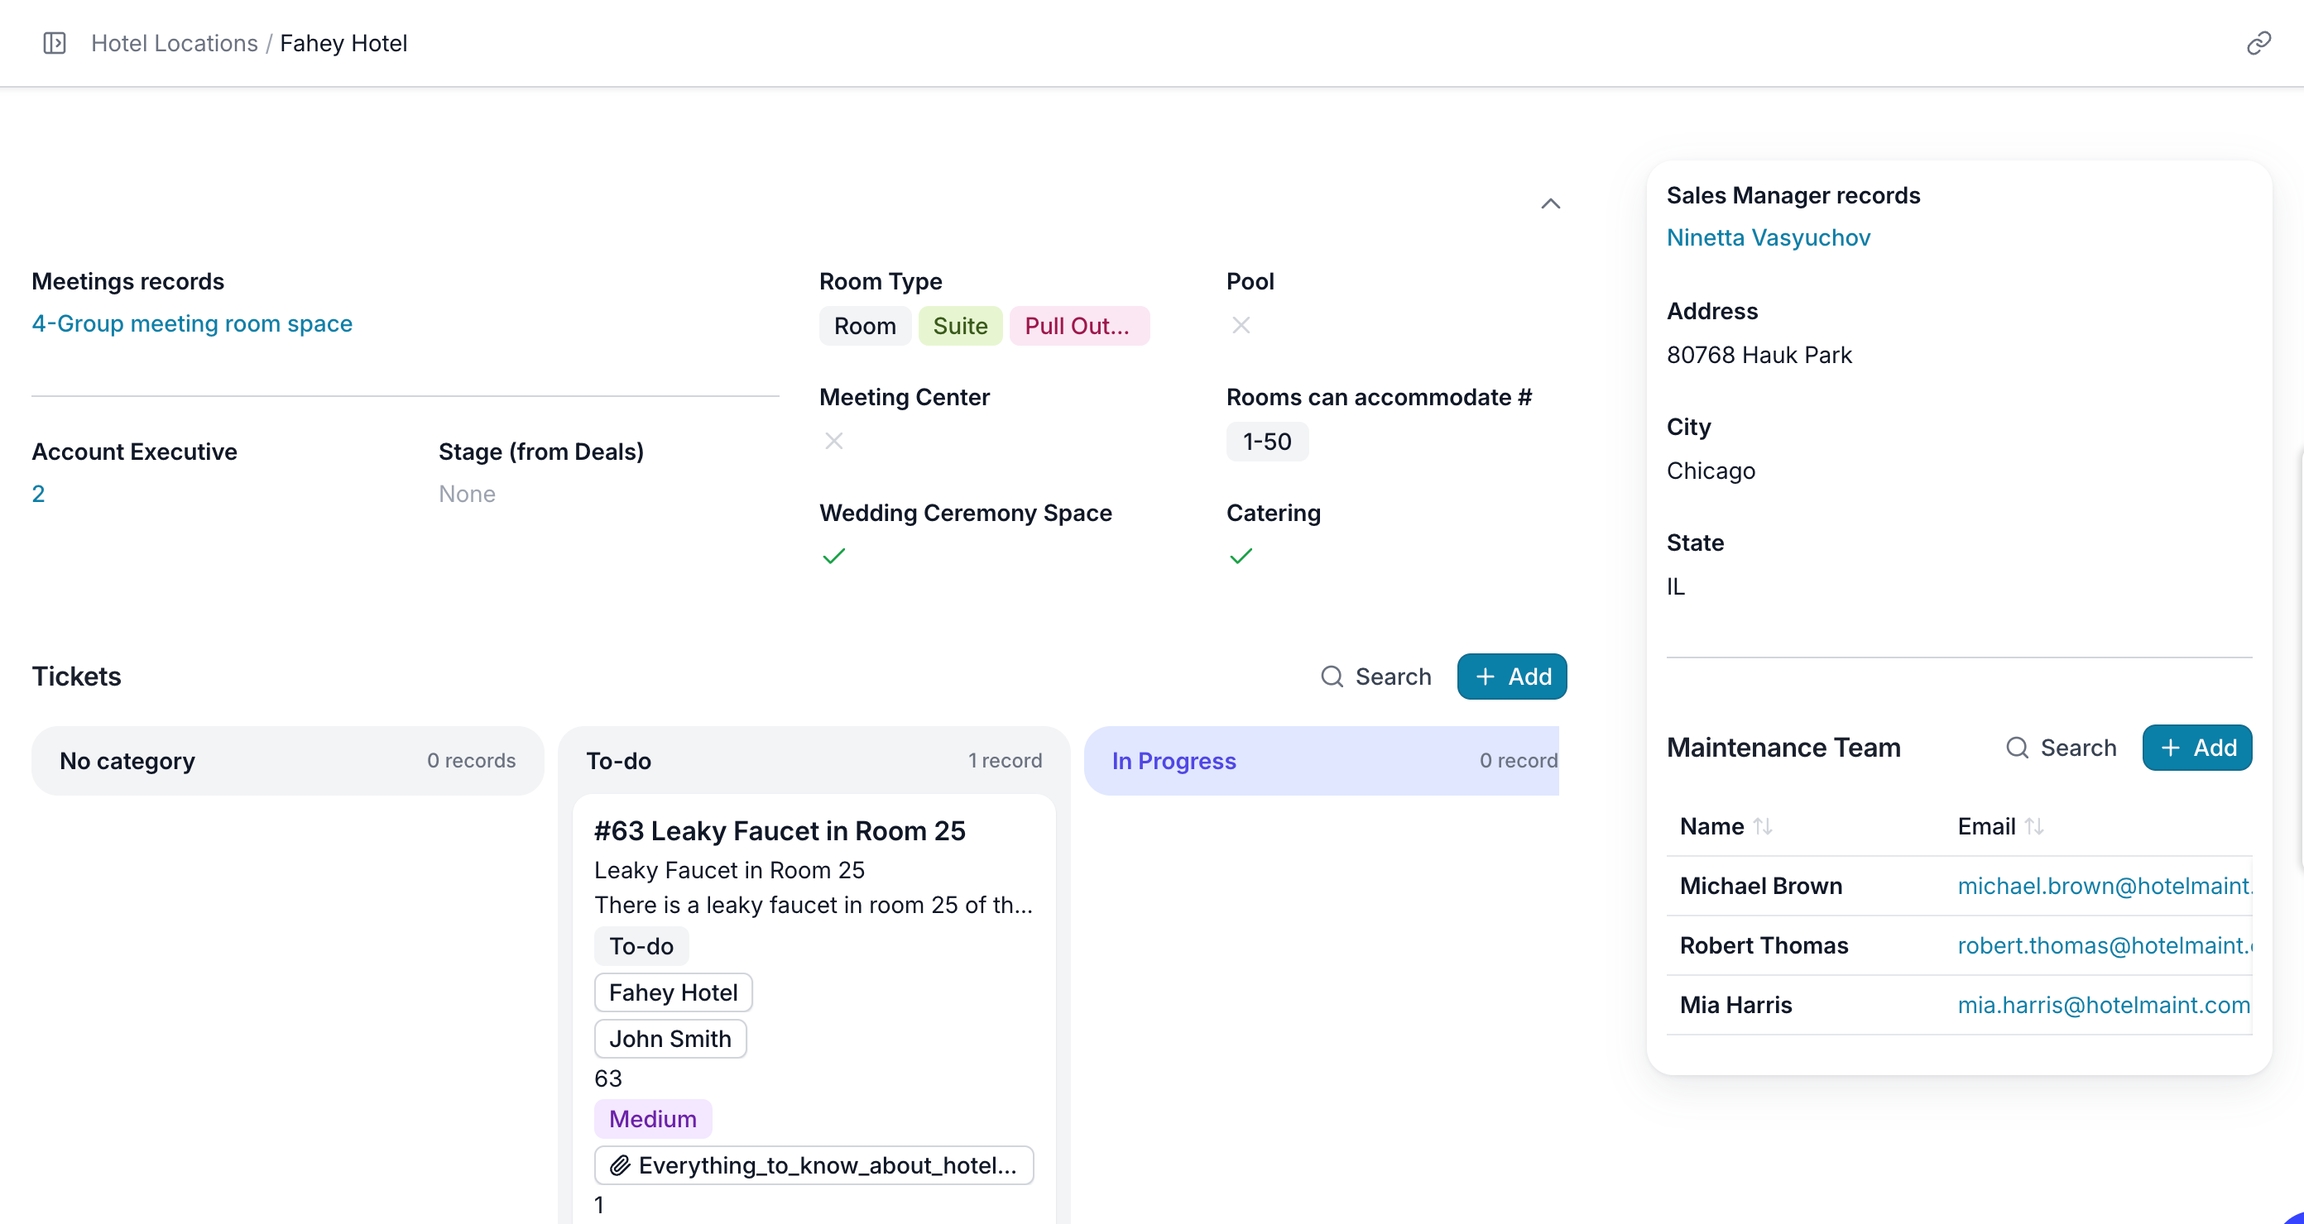 Hotel Locations / Fahey Hotel
Meetings records
4-Group meeting room space
Account Executive
2
Stage (from Deals)
None
Room Type
Room Suite Pull Out...
Pool
Meeting Center
Rooms can accommodate #
1-50
Wedding Ceremony Space
Catering
Tickets
Search
+ Add
No category 0 records
To-do 1 record
#63 Leaky Faucet in Room 25
Leaky Faucet in Room 25
There is a leaky faucet in room 25 of th...
To-do
Fahey Hotel
John Smith
63
Medium
Everything_to_know_about_hotel...
1
In Progress 0 record
Sales Manager records
Ninetta Vasyuchov
Address
80768 Hauk Park
City
Chicago
State
IL
Maintenance Team
Search
+ Add
Name Email
Michael Brown michael.brown@hotelmaint.
Robert Thomas robert.thomas@hotelmaint.
Mia Harris mia.harris@hotelmaint.com